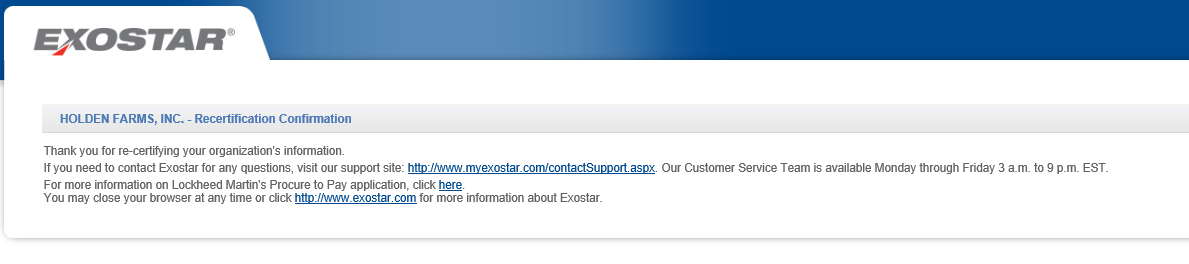 EXOSTAR®
HOLDEN FARMS, INC. - Recertification Confirmation
Thank you for re-certifying your organization's information.
If you need to contact Exostar for any questions, visit our support site: http://www.myexostar.com/contactSupport.aspx. Our Customer Service Team is available Monday through Friday 3 a.m. to 9 p.m. EST.
For more information on Lockheed Martin's Procure to Pay application, click here.
You may close your browser at any time or click http://www.exostar.com for more information about Exostar.